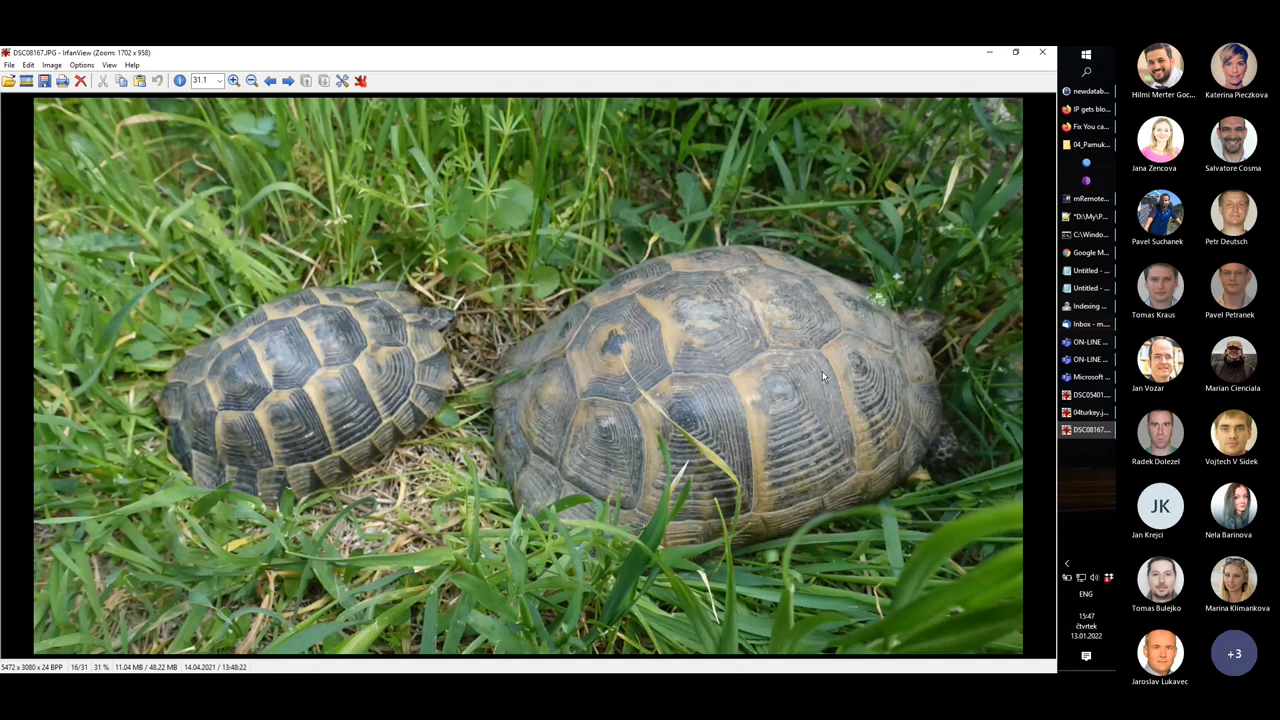 DSC08167.JPG - IrfanView (Zoom: 1702 x 958)
File Edit Image Options View Help
31.1
5472 x 3080 x 24 BPP 16/31 31 % 11.04 MB / 48.22 MB 14.04.2021 / 13:48:22
newdatab...
IP gets blo...
Fix You ca...
04_Pamuk...
mRemote...
*D:\My\P...
C:\Windo...
Google M...
Untitled - ...
Untitled - ...
Indexing ...
Inbox - m...
ON-LINE ...
ON-LINE ...
Microsoft ...
DSC05401....
04turkey.j...
DSC08167....
ENG
15:47
čtvrtek
13.01.2022
Hilmi Merter Goc... Katerina Pieczkova
Jana Zencova Salvatore Cosma
Pavel Suchanek Petr Deutsch
Tomas Kraus Pavel Petranek
Jan Vozar Marian Cienciala
Radek Dolezel Vojtech V Sidek
JK
Jan Krejci Nela Barinova
Tomas Bulejko Marina Klimankova
+3
Jaroslav Lukavec